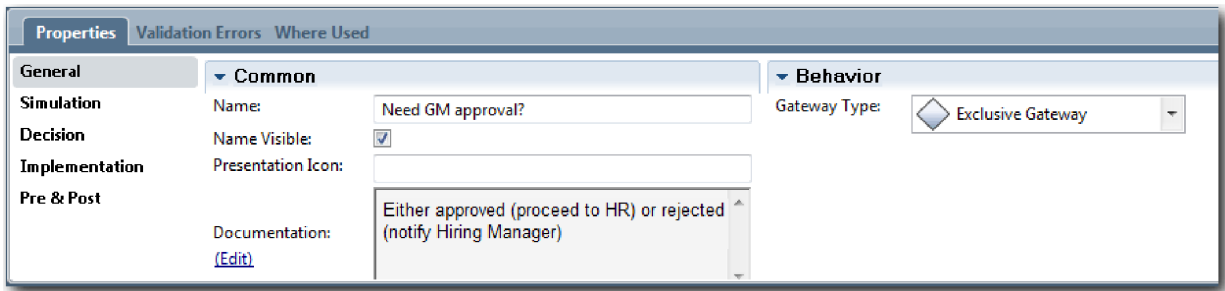 Properties Validation Errors Where Used
General
Simulation
Decision
Implementation
Pre & Post
Common
Name: Need GM approval?
Name Visible:
Presentation Icon:
Documentation:
(Edit)
Either approved (proceed to HR) or rejected
(notify Hiring Manager)
Behavior
Gateway Type: Exclusive Gateway